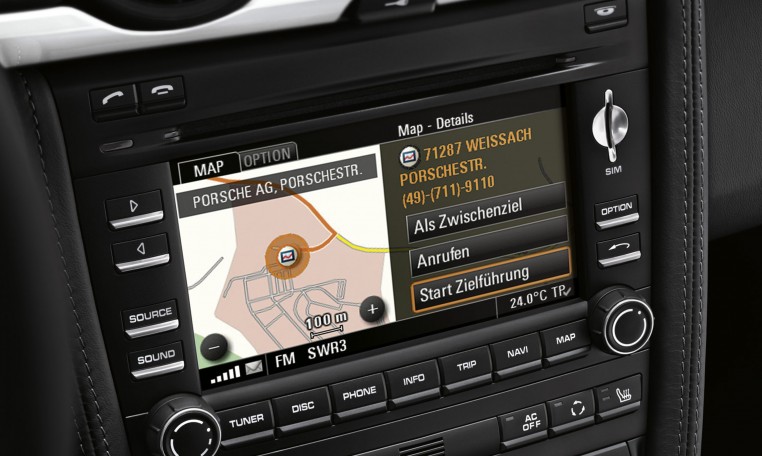 Map - Details
MAP
OPTION
PORSCHE AG, PORSCHESTR.
71287 WEISSACH
PORSCHESTR.
(49)-(711)-9110
Als Zwischenziel
Anrufen
Start Zielführung
100 m
24.0°C TP
FM SWR3
SIM
OPTION
SOURCE
SOUND
TUNER
DISC
PHONE
INFO
TRIP
NAVI
MAP
AC
OFF